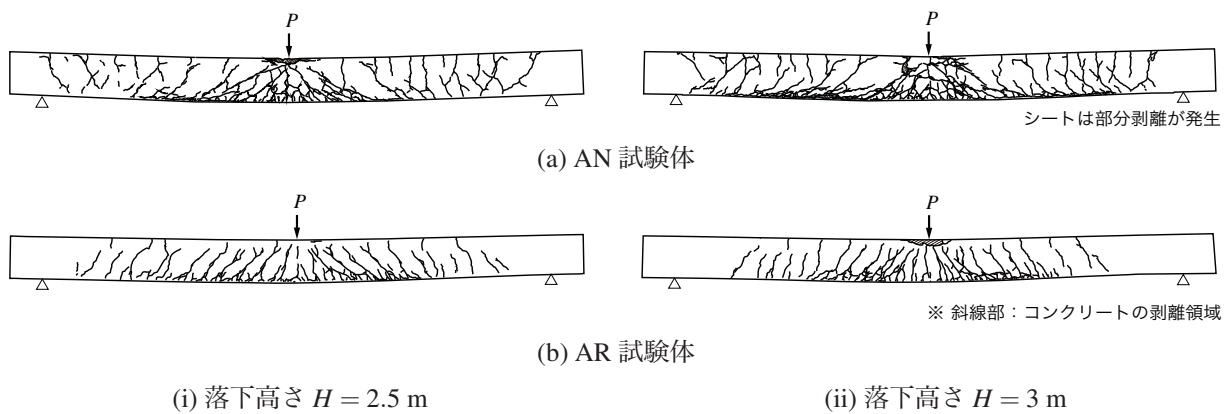 P
P
シートは部分剥離が発生
(a) AN 試験体
P
P
※ 斜線部：コンクリートの剥離領域
(b) AR 試験体
(i) 落下高さ H = 2.5 m
(ii) 落下高さ H = 3 m